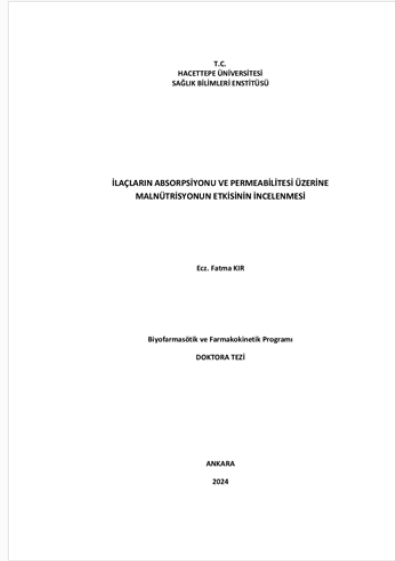 T.C.
HACETTEPE ÜNİVERSİTESİ
SAĞLIK BİLİMLERİ ENSTİTÜSÜ
İLAÇLARIN ABSORPSİYONU VE PERMEABİLİTESİ ÜZERİNE
MALNÜTRİSYONUN ETKİSİNİN İNCELENMESİ
Ecz. Fatma KIR
Biyofarmasötik ve Farmakokinetik Programı
DOKTORA TEZİ
ANKARA
2024